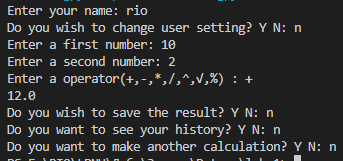 Enter your name: rio
Do you wish to change user setting? Y N: n
Enter a first number: 10
Enter a second number: 2
Enter a operator(+,-,*,/,^,√,%) : +
12.0
Do you wish to save the result? Y N: n
Do you want to see your history? Y N: n
Do you want to make another calculation? Y N: n